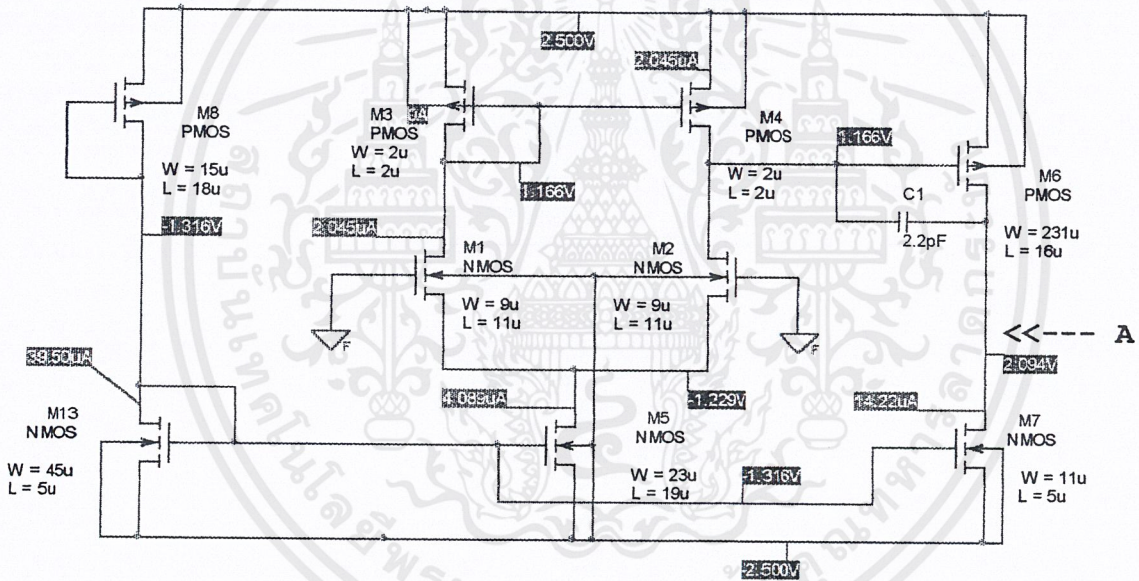 2.500V
2.045uA
M8
PMOS
W = 15u
L = 18u
M3
PMOS
W = 2u
L = 2u
uA
M4
PMOS
W = 2u
L = 2u
1.166V
1.166V
M6
PMOS
W = 231u
L = 16u
C1
2.2pF
-1.316V
2.045uA
M1
NMOS
W = 9u
L = 11u
M2
NMOS
W = 9u
L = 11u
F
F
<<--- A
2.094V
-1.229V
4.089uA
14.22uA
M13
NMOS
W = 45u
L = 5u
M5
NMOS
W = 23u
L = 19u
-1.316V
M7
NMOS
W = 11u
L = 5u
-2.500V